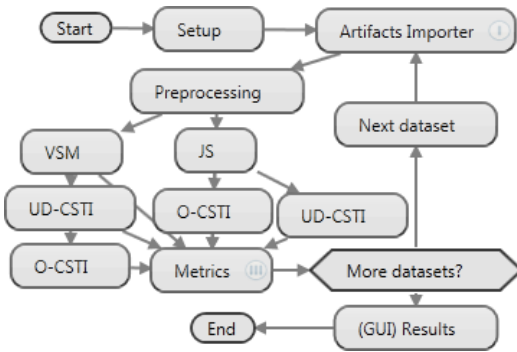 Start
Setup
Artifacts Importer
I
Preprocessing
Next dataset
VSM
JS
UD-CSTI
O-CSTI
UD-CSTI
O-CSTI
Metrics
III
More datasets?
End
(GUI) Results